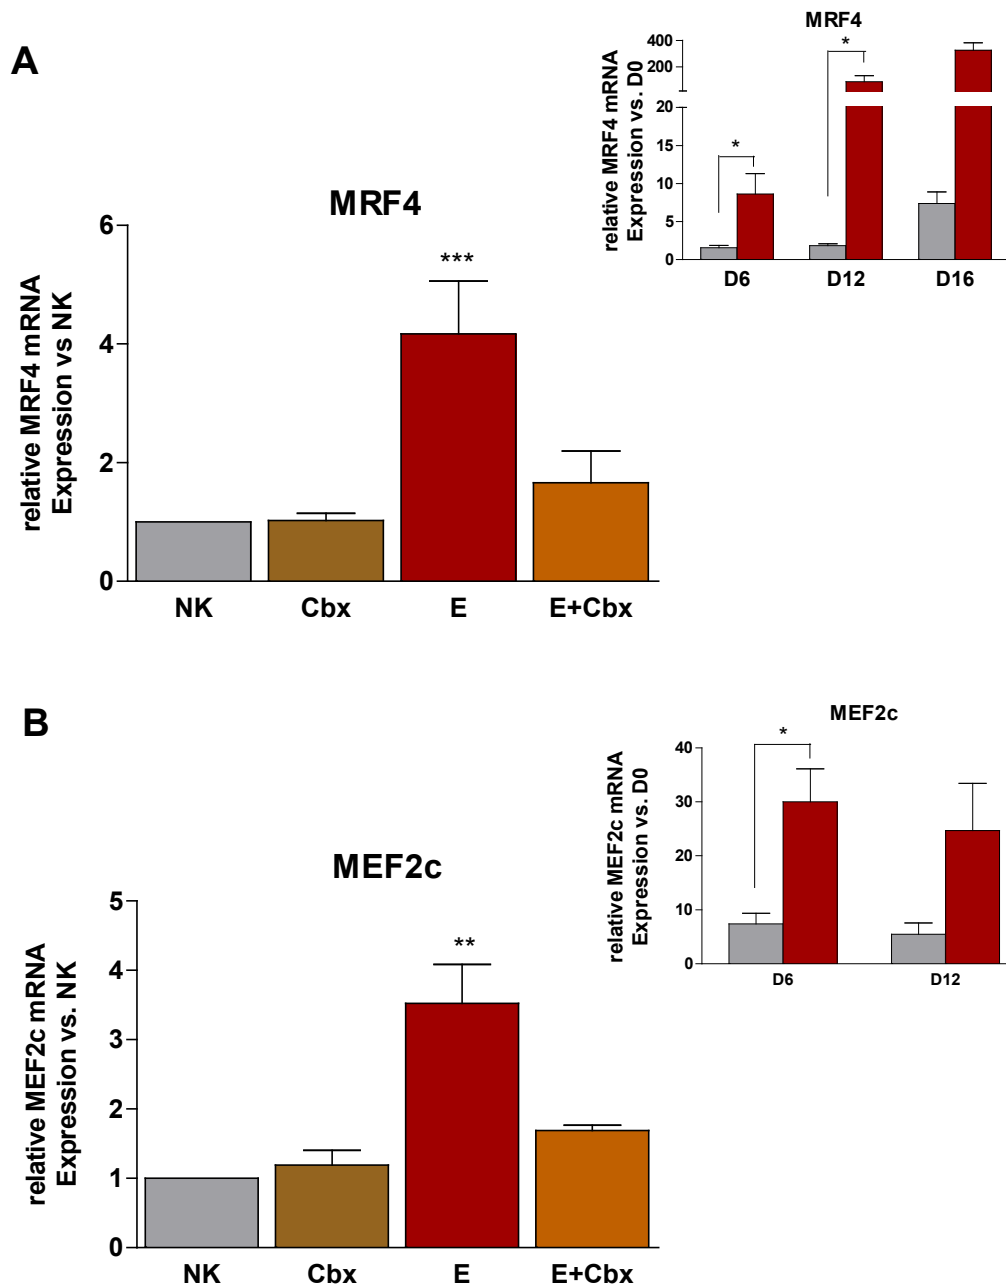 A
MRF4
relative MRF4 mRNA
Expression vs. D0
400
200
20
15
10
5
0
*
*
D6 D12 D16
MRF4
relative MRF4 mRNA
Expression vs NK
6
4
2
0
***
NK Cbx E E+Cbx
B
MEF2c
relative MEF2c mRNA
Expression vs. D0
40
30
20
10
0
*
D6 D12
MEF2c
relative MEF2c mRNA
Expression vs. NK
5
4
3
2
1
0
**
NK Cbx E E+Cbx